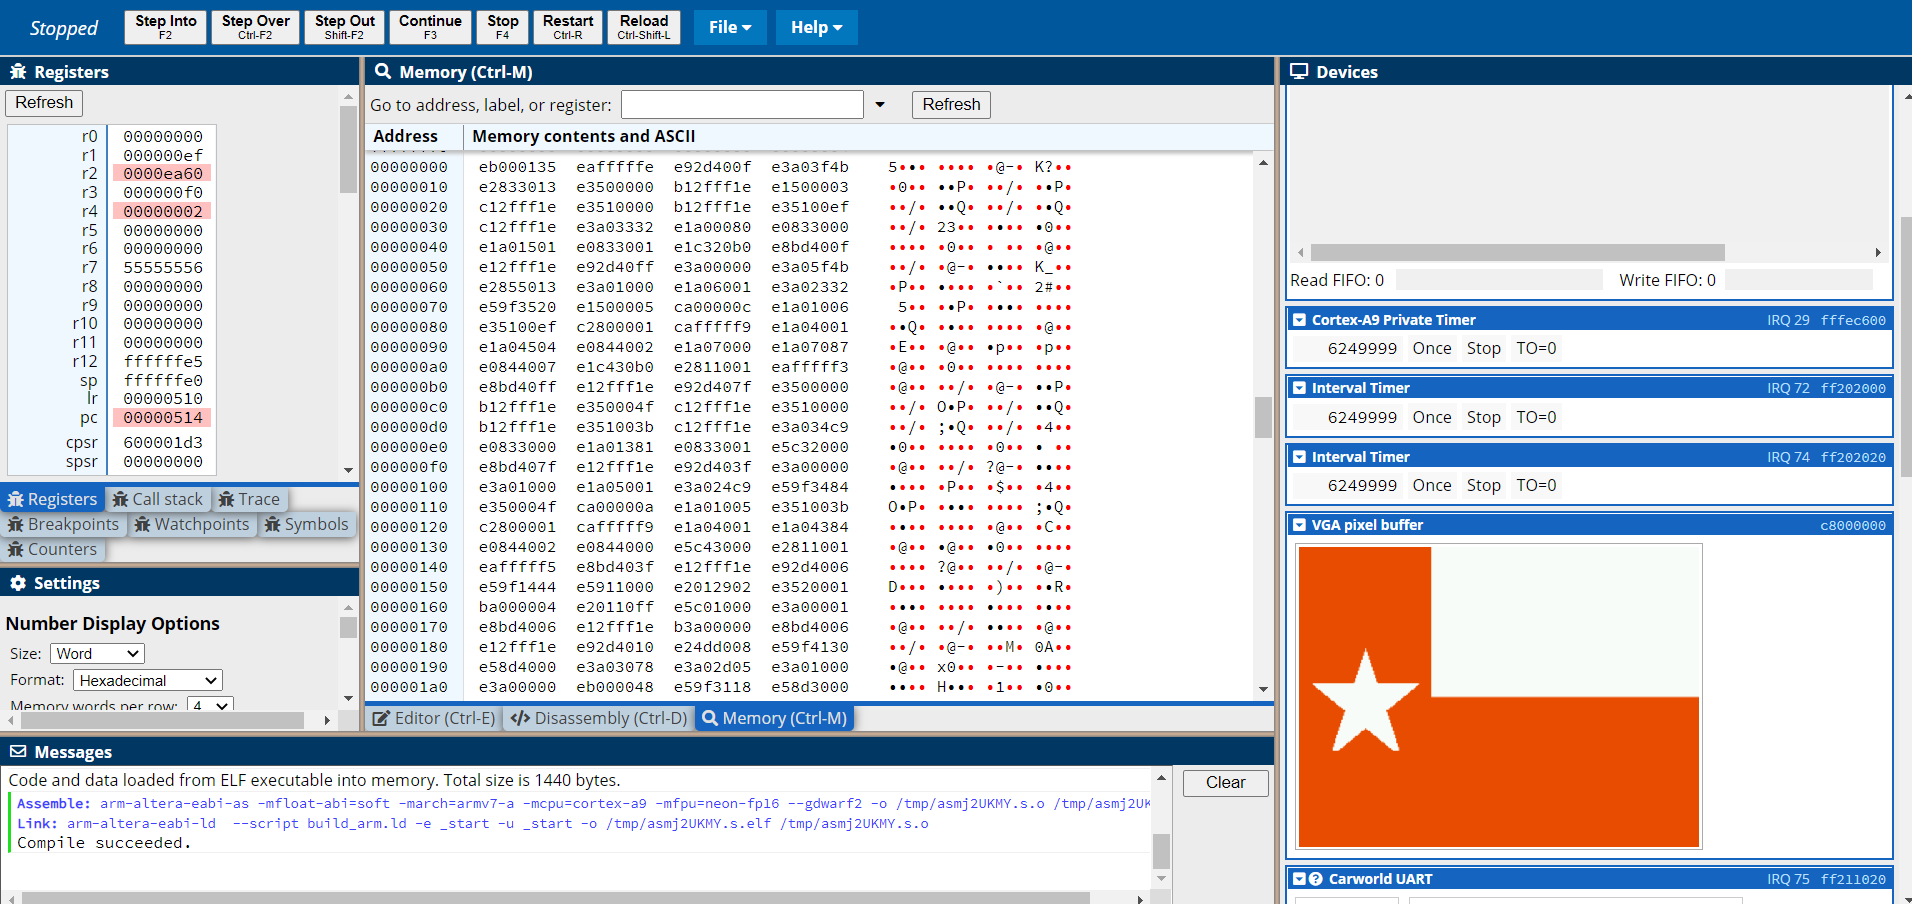 Stopped
Step Into
F2
Step Over
Ctrl-F2
Step Out
Shift-F2
Continue
F3
Stop
F4
Restart
Ctrl-R
Reload
Ctrl-Shift-L
File
Help
Registers
Refresh
r0 00000000
r1 000000ef
r2 0000ea60
r3 000000f0
r4 00000002
r5 00000000
r6 00000000
r7 55555556
r8 00000000
r9 00000000
r10 00000000
r11 00000000
r12 ffffffe5
sp ffffffe0
lr 00000510
pc 00000514
cpsr 600001d3
spsr 00000000
Registers Call stack Trace
Breakpoints Watchpoints Symbols
Counters
Settings
Number Display Options
Size: Word
Format: Hexadecimal
Memory words per row: 4
Memory (Ctrl-M)
Go to address, label, or register: Refresh
Address Memory contents and ASCII
00000000 eb000135 eafffffe e92d400f e3a03f4b 5••• •••• •@-• K?••
00000010 e2833013 e3500000 b12fff1e e1500003 •0•• ••P• ••/• ••P•
00000020 c12fff1e e3510000 b12fff1e e35100ef ••/• ••Q• ••/• ••Q•
00000030 c12fff1e e3a03332 e1a00080 e0833000 ••/• 23•• •••• •0••
00000040 e1a01501 e0833001 e1c320b0 e8bd400f •••• •0•• • •• •@••
00000050 e12fff1e e92d40ff e3a00000 e3a05f4b ••/• •@-• •••• K_••
00000060 e2855013 e3a01000 e1a06001 e3a02332 •P•• •••• •`•• 2#••
00000070 e59f3520 e1500005 ca00000c e1a01006  5•• ••P• •••• ••••
00000080 e35100ef c2800001 cafffff9 e1a04001 ••Q• •••• •••• •@••
00000090 e1a04504 e0844002 e1a07000 e1a07087 •E•• •@•• •p•• •p••
000000a0 e0844007 e1c430b0 e2811001 eafffff3 •@•• •0•• •••• ••••
000000b0 e8bd40ff e12fff1e e92d407f e3500000 •@•• ••/• •@-• ••P•
000000c0 b12fff1e e350004f c12fff1e e3510000 ••/• O•P• ••/• ••Q•
000000d0 b12fff1e e351003b c12fff1e e3a034c9 ••/• ;•Q• ••/• •4••
000000e0 e0833000 e1a01381 e0833001 e5c32000 •0•• •••• •0•• • ••
000000f0 e8bd407f e12fff1e e92d403f e3a00000 •@•• ••/• ?@-• ••••
00000100 e3a01000 e1a05001 e3a024c9 e59f3484 •••• •P•• •$•• •4••
00000110 e350004f ca00000a e1a01005 e351003b O•P• •••• •••• ;•Q•
00000120 c2800001 cafffff9 e1a04001 e1a04384 •••• •••• •@•• •C••
00000130 e0844002 e0844000 e5c43000 e2811001 •@•• •@•• •0•• ••••
00000140 eafffff5 e8bd403f e12fff1e e92d4006 •••• ?@•• ••/• •@-•
00000150 e59f1444 e5911000 e2012902 e3520001 D••• •••• •)•• ••R•
00000160 ba000004 e20110ff e5c01000 e3a00001 •••• •••• •••• ••••
00000170 e8bd4006 e12fff1e b3a00000 e8bd4006 •@•• ••/• •••• •@••
00000180 e12fff1e e92d4010 e24dd008 e59f4130 ••/• •@-• ••M• 0A••
00000190 e58d4000 e3a03078 e3a02d05 e3a01000 •@•• x0•• •-•• ••••
000001a0 e3a00000 eb000048 e59f3118 e58d3000 •••• H••• •1•• •0••
Editor (Ctrl-E) Disassembly (Ctrl-D) Memory (Ctrl-M)
Messages
Code and data loaded from ELF executable into memory. Total size is 1440 bytes.
Assemble: arm-altera-eabi-as -mfloat-abi=soft -march=armv7-a -mcpu=cortex-a9 -mfpu=neon-fp16 --gdwarf2 -o /tmp/asmj2UKMY.s.o /tmp/asmj2UK
Link: arm-altera-eabi-ld --script build_arm.ld -e _start -u _start -o /tmp/asmj2UKMY.s.elf /tmp/asmj2UKMY.s.o
Compile succeeded.
Clear
Devices
Read FIFO: 0 Write FIFO: 0
Cortex-A9 Private Timer IRQ 29 fffec600
6249999 Once Stop TO=0
Interval Timer IRQ 72 ff202000
6249999 Once Stop TO=0
Interval Timer IRQ 74 ff202020
6249999 Once Stop TO=0
VGA pixel buffer c8000000
Carworld UART IRQ 75 ff211020